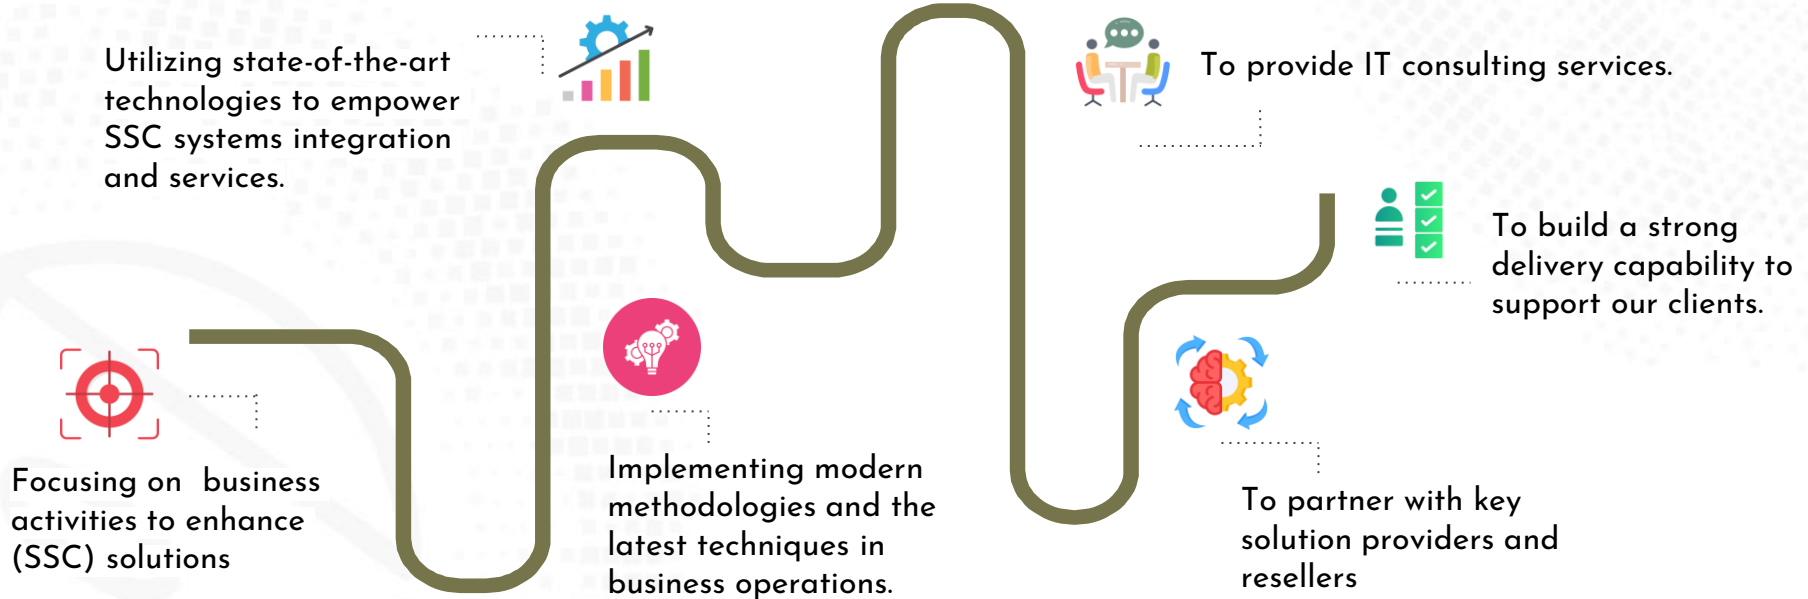 Utilizing state-of-the-art
technologies to empower
SSC systems integration
and services.
To provide IT consulting services.
To build a strong
delivery capability to
support our clients.
Focusing on  business
activities to enhance
(SSC) solutions
Implementing modern
methodologies and the
latest techniques in
business operations.
To partner with key
solution providers and
resellers